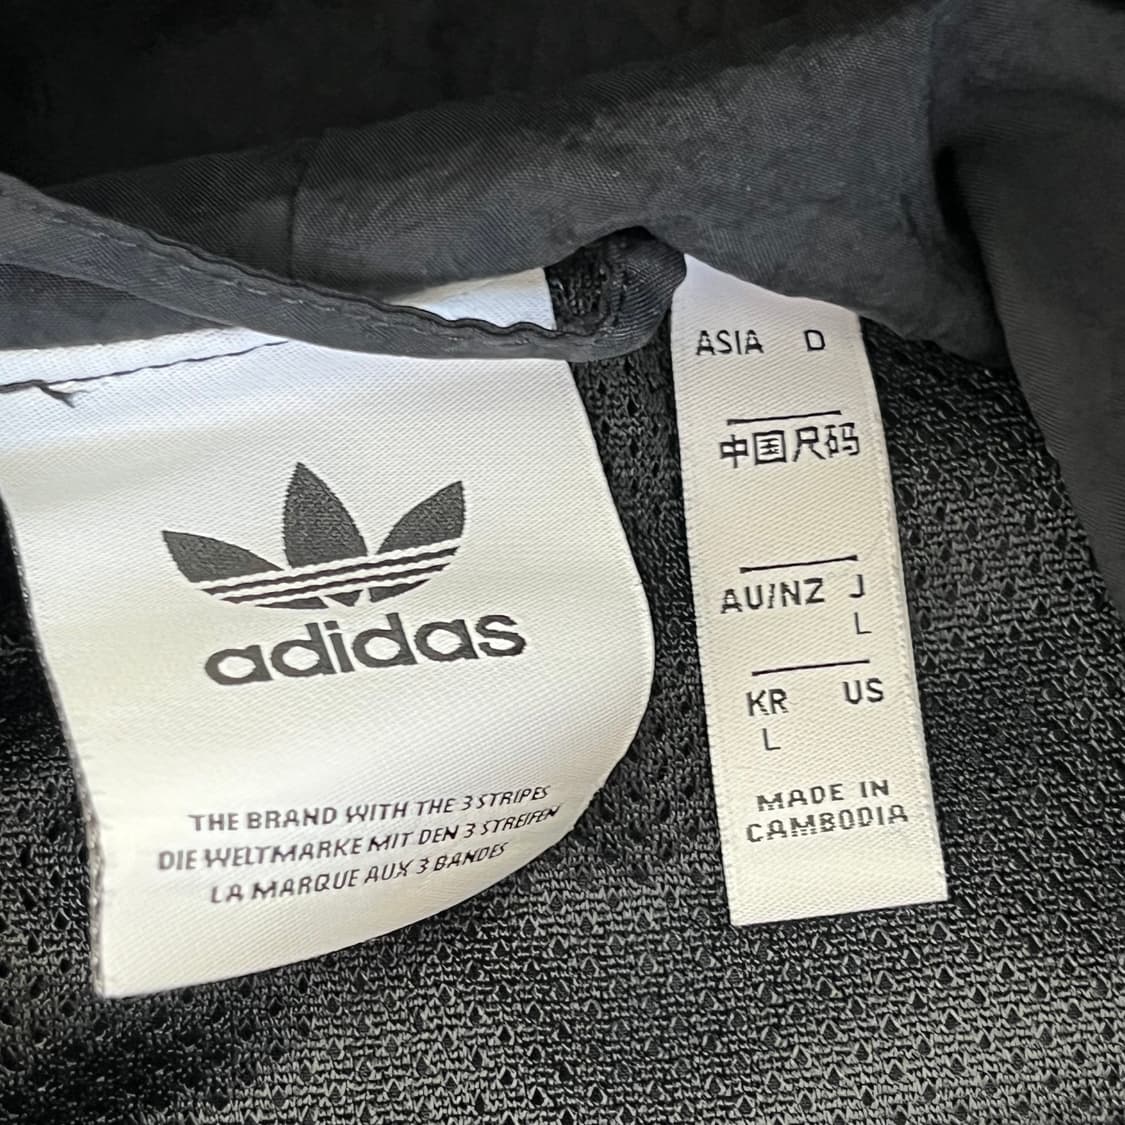 adidas
THE BRAND WITH THE 3 STRIPES
DIE WELTMARKE MIT DEN 3 STREIFEN
LA MARQUE AUX 3 BANDES
ASIA D
中国尺码
AU/NZ J
L
KR US
L
MADE IN
CAMBODIA